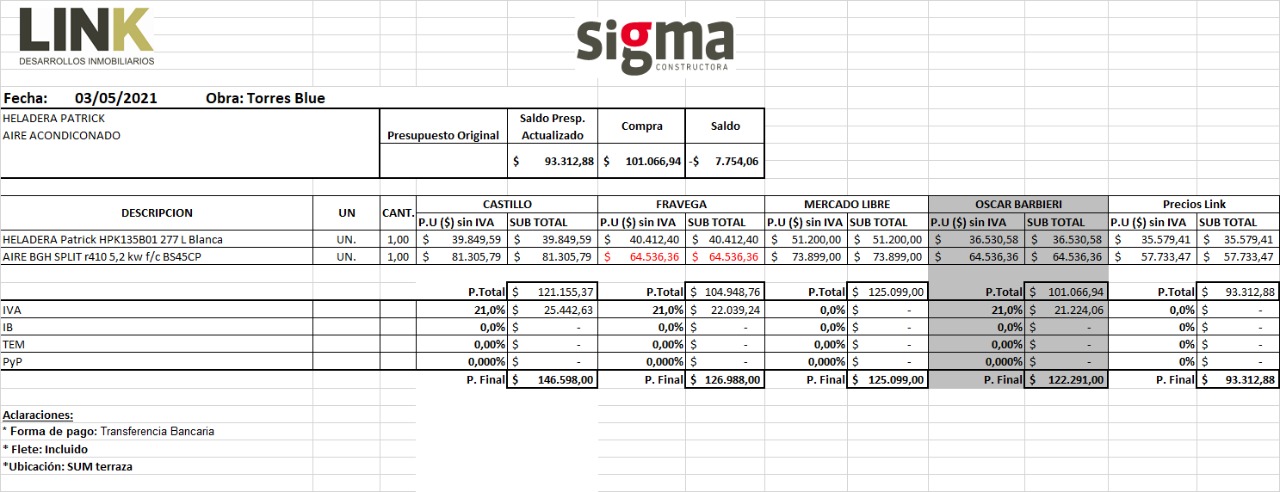 LINK
DESARROLLOS INMOBILIARIOS
sigma
CONSTRUCTORA
Fecha: 03/05/2021 Obra: Torres Blue
HELADERA PATRICK
AIRE ACONDICONADO
Presupuesto Original Saldo Presp. Actualizado Compra Saldo
$ 93.312,88 $ 101.066,94 -$ 7.754,06
CASTILLO FRAVEGA MERCADO LIBRE OSCAR BARBIERI Precios Link
DESCRIPCION UN CANT. P.U ($) sin IVA SUB TOTAL P.U ($) sin IVA SUB TOTAL P.U ($) sin IVA SUB TOTAL P.U ($) sin IVA SUB TOTAL P.U ($) sin IVA SUB TOTAL
HELADERA Patrick HPK135B01 277 L Blanca UN. 1,00 $ 39.849,59 $ 39.849,59 $ 40.412,40 $ 40.412,40 $ 51.200,00 $ 51.200,00 $ 36.530,58 $ 36.530,58 $ 35.579,41 $ 35.579,41
AIRE BGH SPLIT r410 5,2 kw f/c BS45CP UN. 1,00 $ 81.305,79 $ 81.305,79 $ 64.536,36 $ 64.536,36 $ 73.899,00 $ 73.899,00 $ 64.536,36 $ 64.536,36 $ 57.733,47 $ 57.733,47
P.Total $ 121.155,37 P.Total $ 104.948,76 P.Total $ 125.099,00 P.Total $ 101.066,94 P.Total $ 93.312,88
IVA 21,0% $ 25.442,63 21,0% $ 22.039,24 0,0% $ - 21,0% $ 21.224,06 0,0% $ -
IB 0,0% $ - 0,0% $ - 0,0% $ - 0,0% $ - 0% $ -
TEM 0,00% $ - 0,00% $ - 0,00% $ - 0,00% $ - 0% $ -
PyP 0,000% $ - 0,000% $ - 0,000% $ - 0,000% $ - 0% $ -
P. Final $ 146.598,00 P. Final $ 126.988,00 P. Final $ 125.099,00 P. Final $ 122.291,00 P. Final $ 93.312,88
Aclaraciones:
* Forma de pago: Transferencia Bancaria
* Flete: Incluido
*Ubicación: SUM terraza